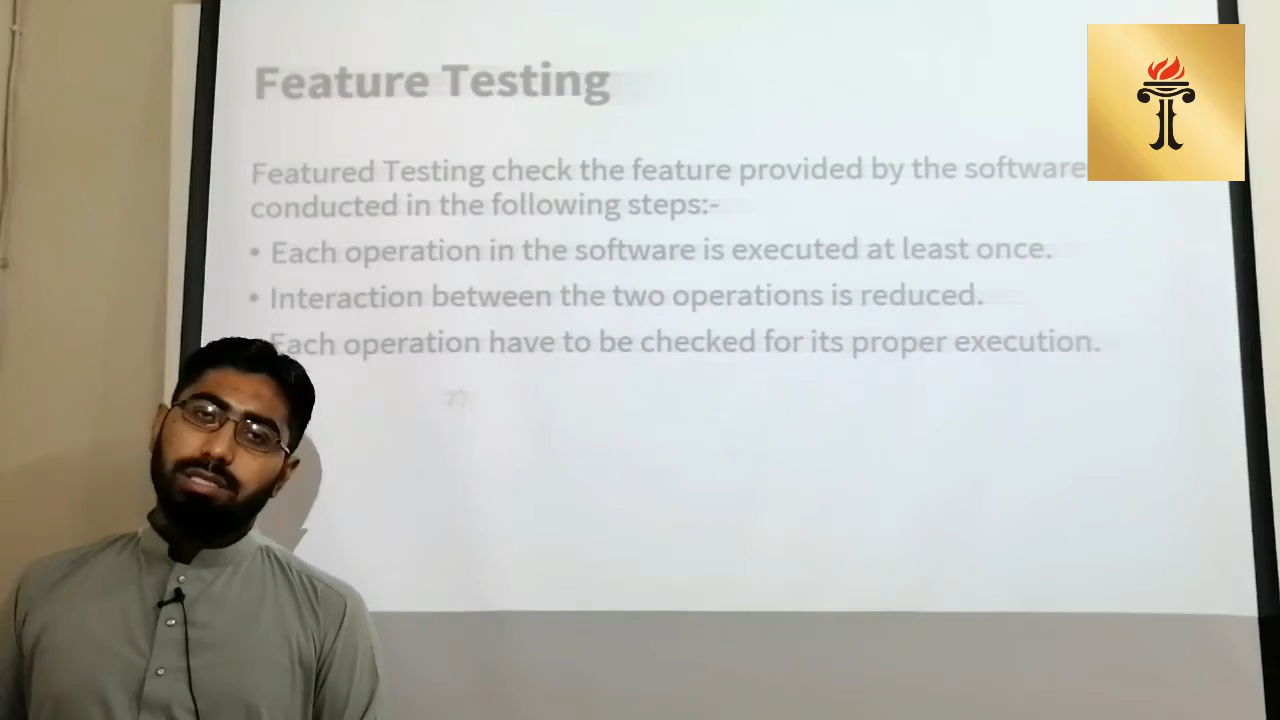 Feature Testing
Featured Testing check the feature provided by the software
conducted in the following steps:-
• Each operation in the software is executed at least once.
• Interaction between the two operations is reduced.
Each operation have to be checked for its proper execution.